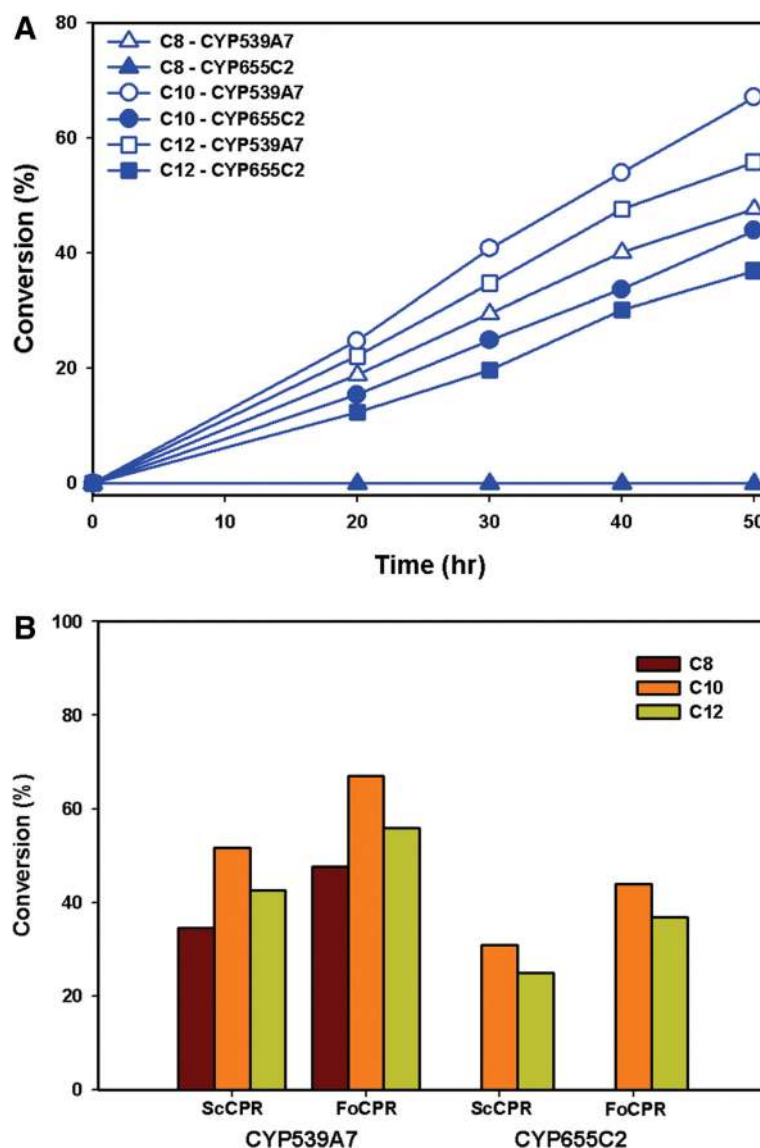 A
80
60
40
20
0
Conversion (%)
C8 - CYP539A7
C8 - CYP655C2
C10 - CYP539A7
C10 - CYP655C2
C12 - CYP539A7
C12 - CYP655C2
0 10 20 30 40 50
Time (hr)
B
100
80
60
40
20
0
Conversion (%)
C8
C10
C12
ScCPR FoCPR ScCPR FoCPR
CYP539A7 CYP655C2